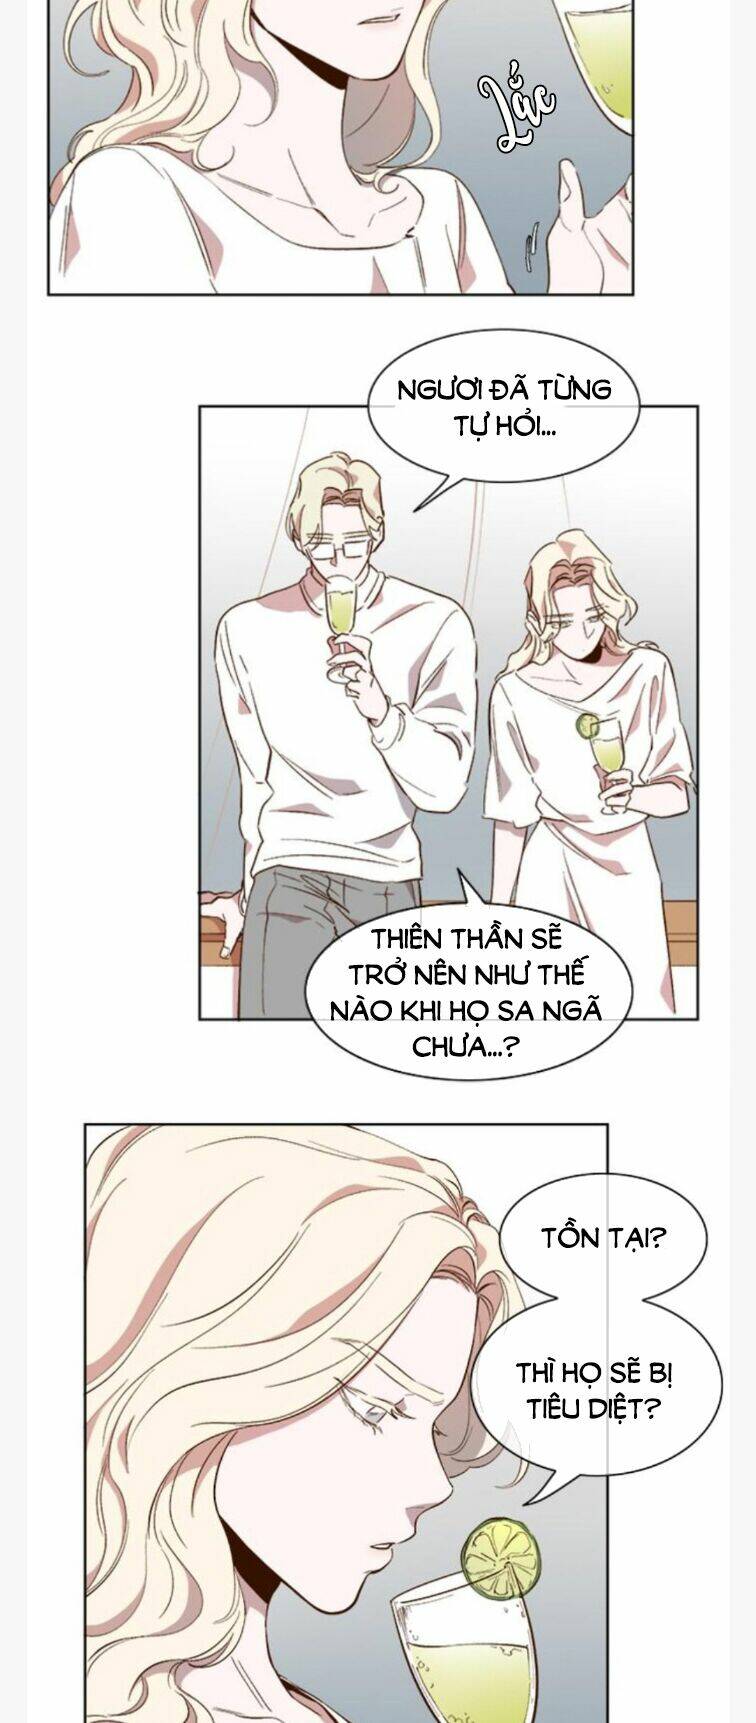 Lắc
NGƯƠI ĐÃ TỪNG
TỰ HỎI...
THIÊN THẦN SẼ
TRỞ NÊN NHƯ THẾ
NÀO KHI HỌ SA NGÃ
CHƯA...?
TỒN TẠI?
THÌ HỌ SẼ BỊ
TIÊU DIỆT?